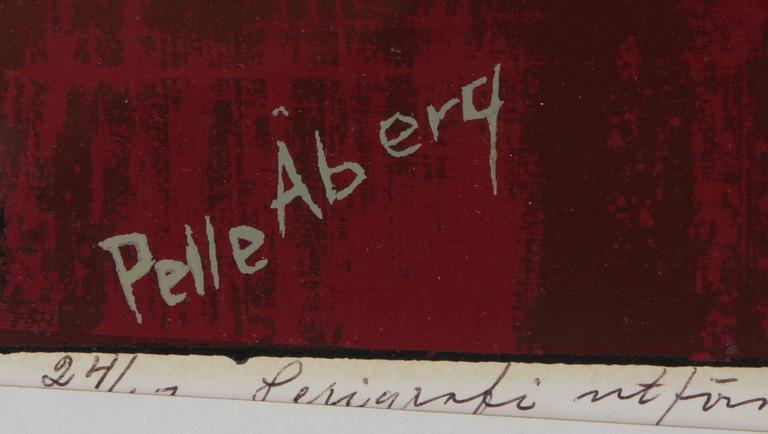 Pelle Åberg
24/ Serigrafi utför